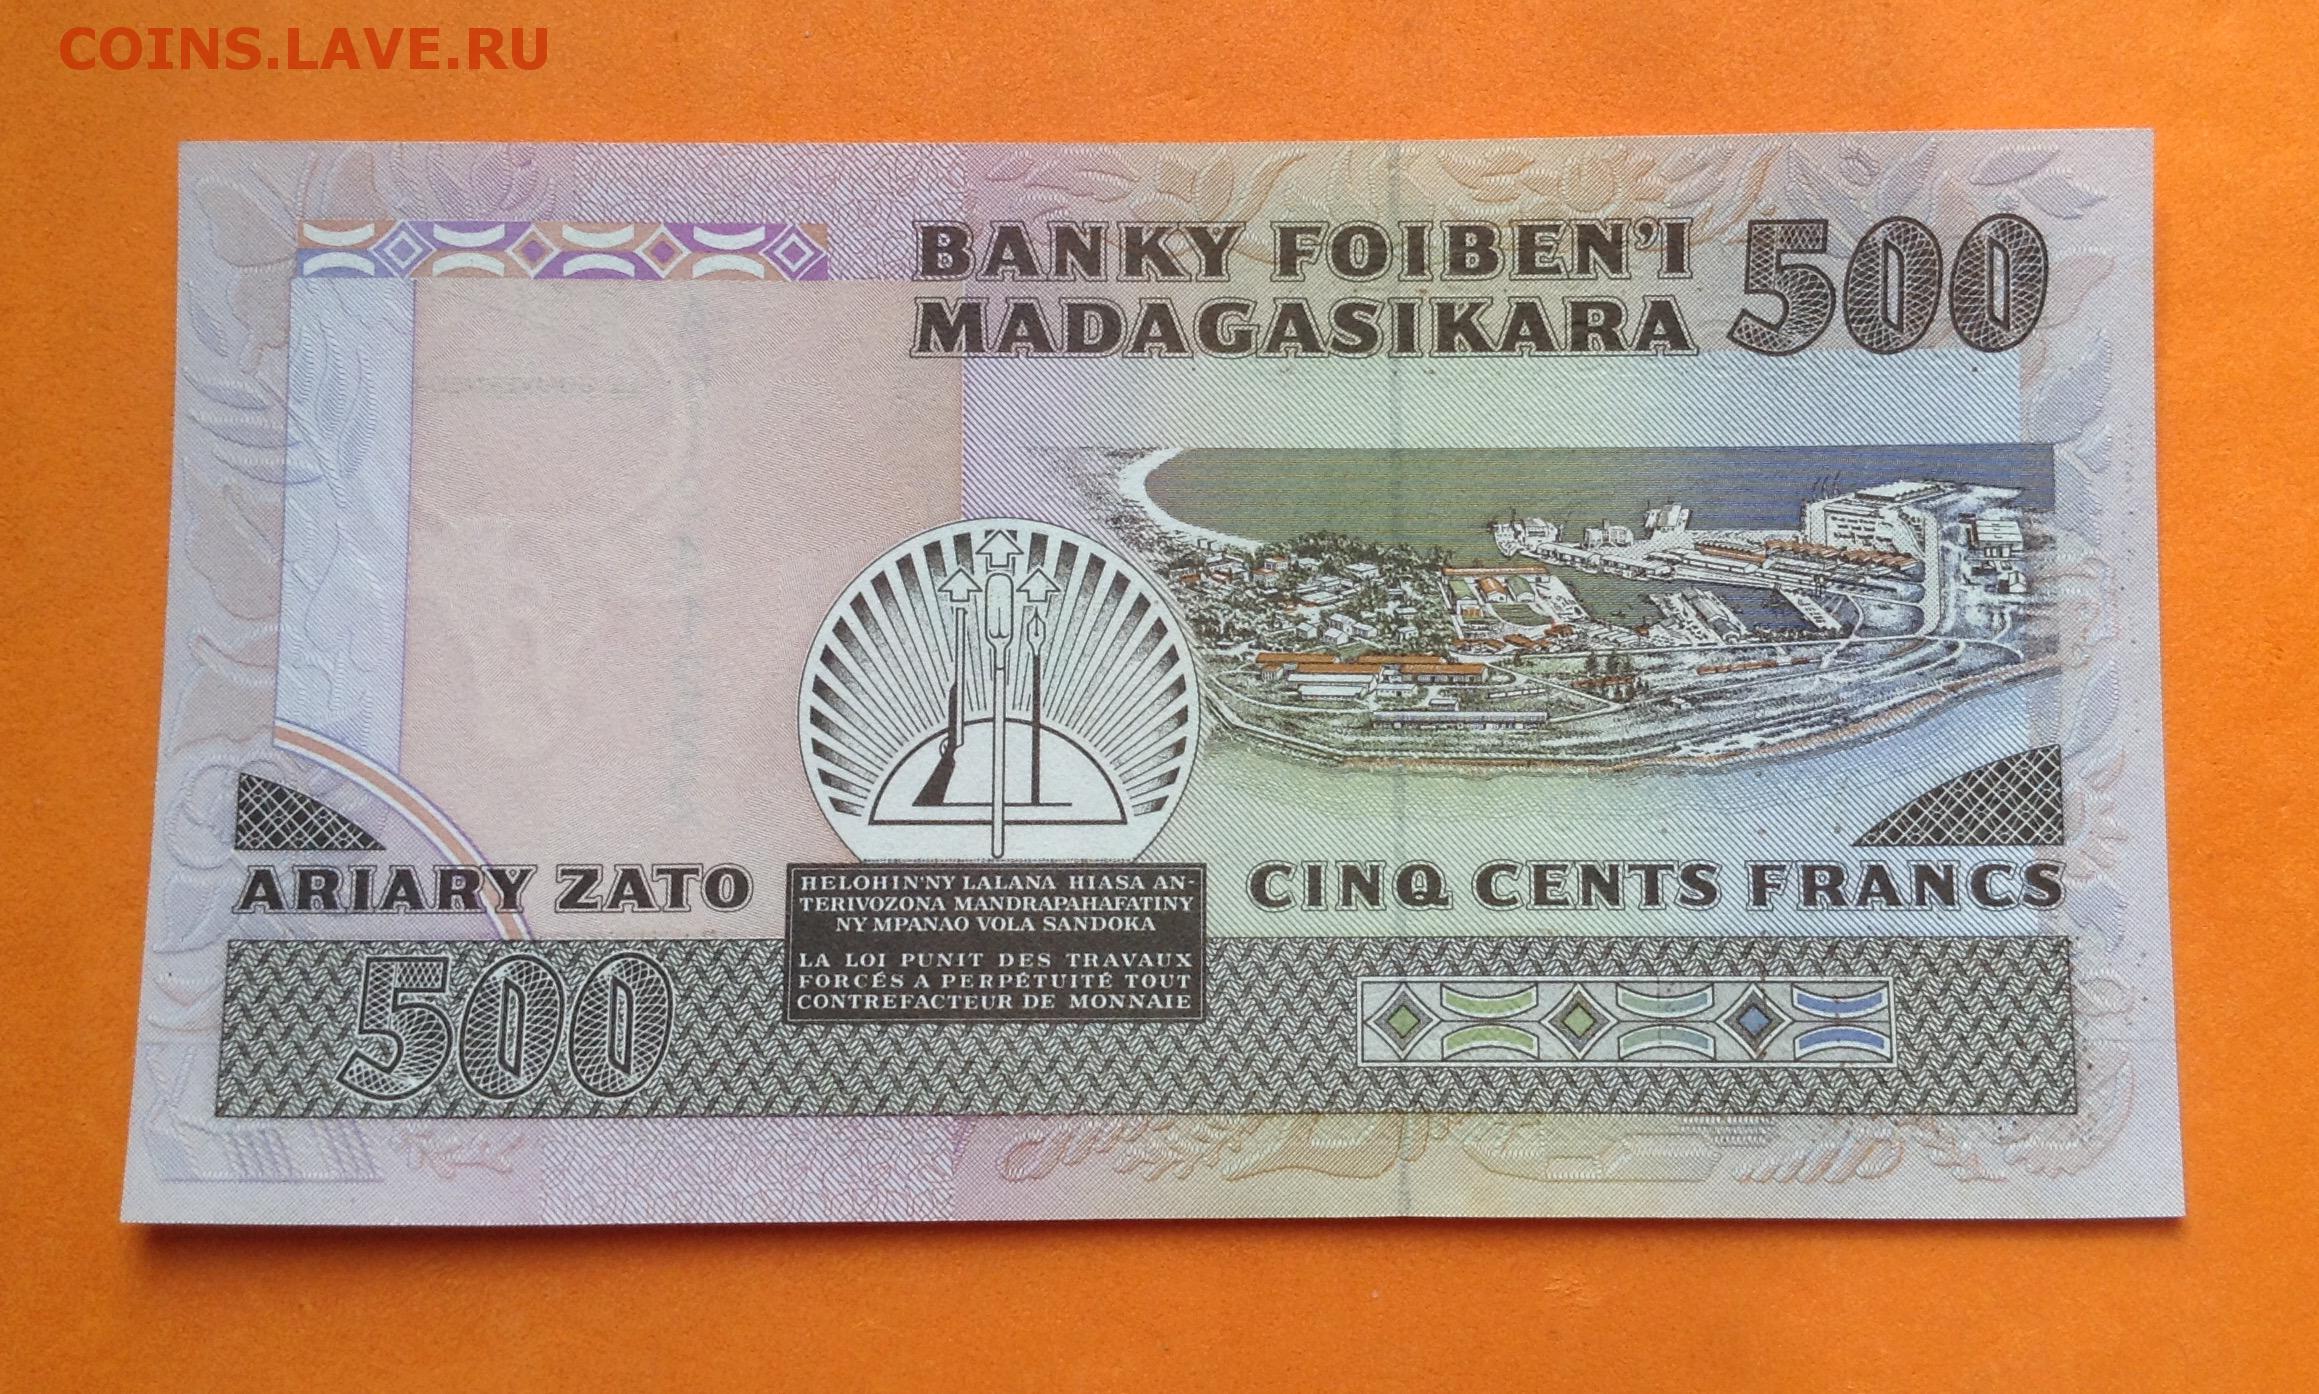 COINS.LAVE.RU
BANKY FOIBEN'I
MADAGASIKARA
500
ARIARY ZATO
CINQ CENTS FRANCS
HELOHIN'NY LALANA HIASA AN-
TERIVOZONA MANDRAPAHAFATINY
NY MPANAO VOLA SANDOKA
LA LOI PUNIT DES TRAVAUX
FORCÉS A PERPÉTUITÉ TOUT
CONTREFACTEUR DE MONNAIE
500